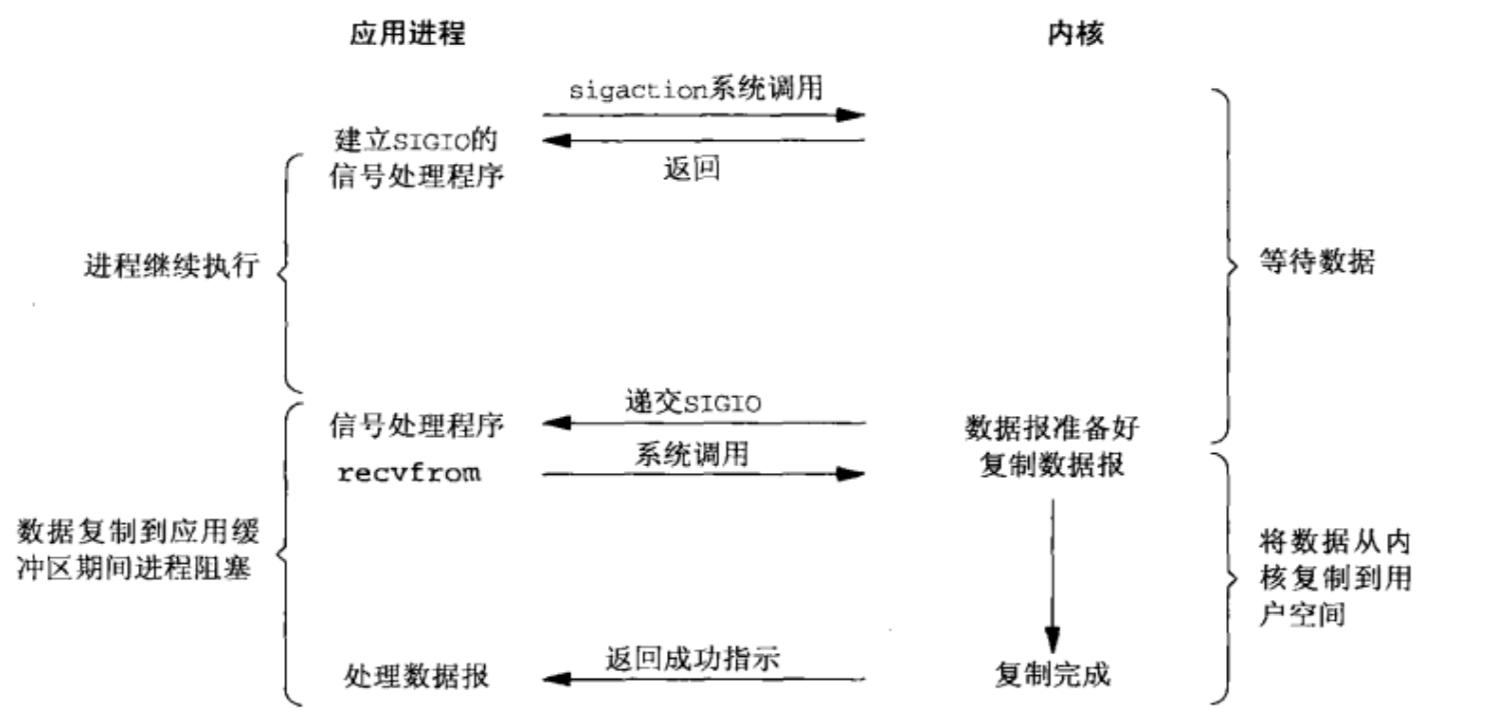 应用进程
内核
sigaction系统调用
建立SIGIO的
信号处理程序
返回
进程继续执行
等待数据
递交SIGIO
信号处理程序
数据报准备好
系统调用
recvfrom
复制数据报
数据复制到应用缓
冲区期间进程阻塞
将数据从内
核复制到用
户空间
返回成功指示
处理数据报
复制完成